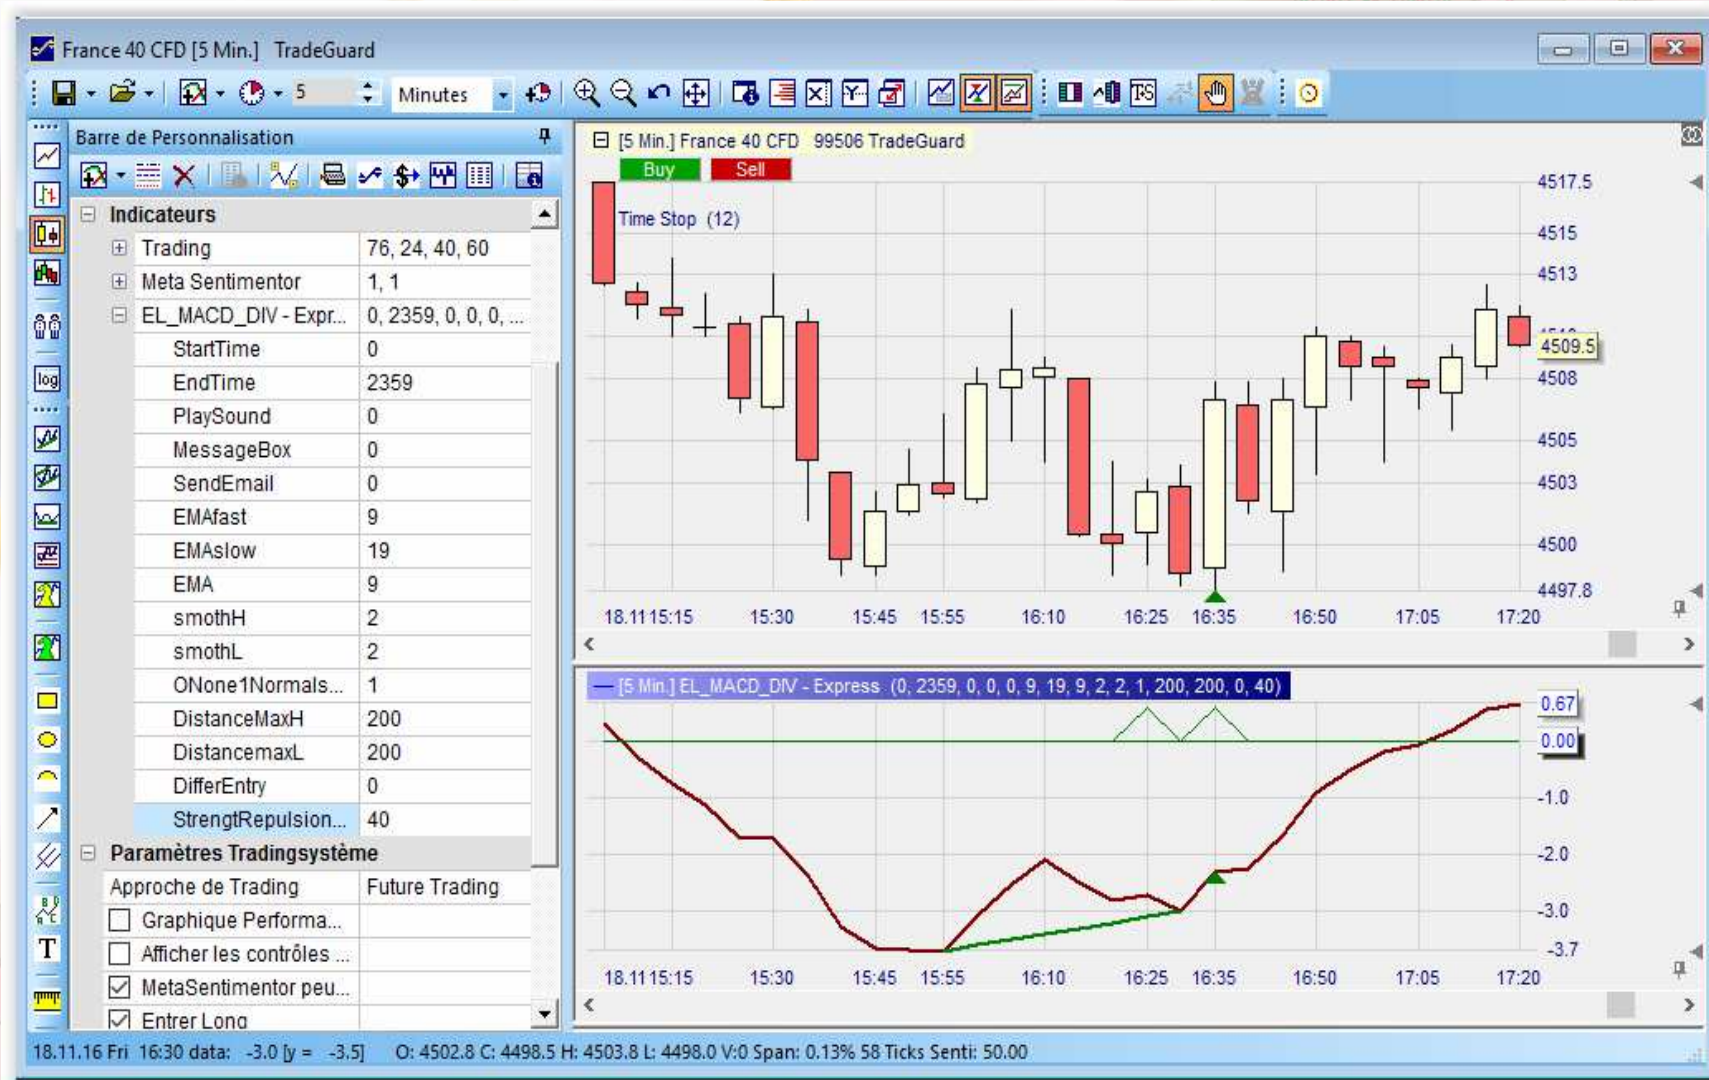 France 40 CFD [5 Min.] TradeGuard
5 Minutes
Barre de Personnalisation
Indicateurs
Trading 76, 24, 40, 60
Meta Sentimentor 1, 1
EL_MACD_DIV - Expr... 0, 2359, 0, 0, 0, ...
StartTime 0
EndTime 2359
PlaySound 0
MessageBox 0
SendEmail 0
EMAfast 9
EMAslow 19
EMA 9
smothH 2
smothL 2
ONone1Normals... 1
DistanceMaxH 200
DistancemaxL 200
DifferEntry 0
StrengtRepulsion... 40
Paramètres Tradingsystème
Approche de Trading Future Trading
Graphique Performa...
Afficher les contrôles ...
MetaSentimentor peu...
Entrer Long
log
T
[5 Min.] France 40 CFD 99506 TradeGuard
Buy Sell
Time Stop (12)
4517.5
4515
4513
4509.5
4508
4505
4503
4500
4497.8
18.11 15:15 15:30 15:45 15:55 16:10 16:25 16:35 16:50 17:05 17:20
[5 Min.] EL_MACD_DIV - Express (0, 2359, 0, 0, 0, 9, 19, 9, 2, 2, 1, 200, 200, 0, 40)
0.67
0.00
-1.0
-2.0
-3.0
-3.7
18.11 15:15 15:30 15:45 15:55 16:10 16:25 16:35 16:50 17:05 17:20
18.11.16 Fri 16:30 data: -3.0 [y = -3.5] O: 4502.8 C: 4498.5 H: 4503.8 L: 4498.0 V:0 Span: 0.13% 58 Ticks Senti: 50.00